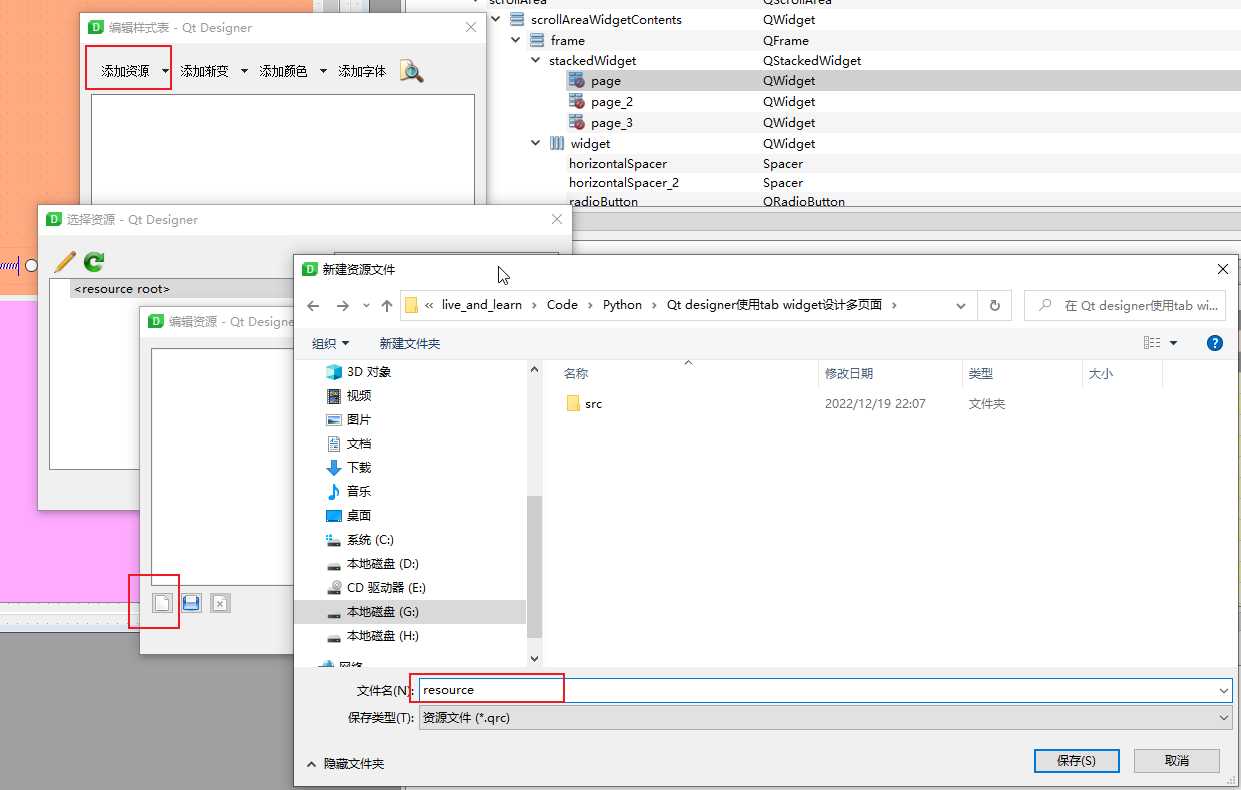 scrollArea QScrollArea
scrollAreaWidgetContents QWidget
frame QFrame
stackedWidget QStackedWidget
page QWidget
page_2 QWidget
page_3 QWidget
widget QWidget
horizontalSpacer Spacer
horizontalSpacer_2 Spacer
radioButton QRadioButton
编辑样式表 - Qt Designer
添加资源 添加渐变 添加颜色 添加字体
选择资源 - Qt Designer
<resource root>
编辑资源 - Qt Designe
新建资源文件
« live_and_learn › Code › Python › Qt designer使用tab widget设计多页面 ›
在 Qt designer使用tab wi...
组织 新建文件夹
3D 对象
视频
图片
文档
下载
音乐
桌面
系统 (C:)
本地磁盘 (D:)
CD 驱动器 (E:)
本地磁盘 (G:)
本地磁盘 (H:)
网络
名称 修改日期 类型 大小
src 2022/12/19 22:07 文件夹
文件名(N): resource
保存类型(T): 资源文件 (*.qrc)
隐藏文件夹
保存(S) 取消